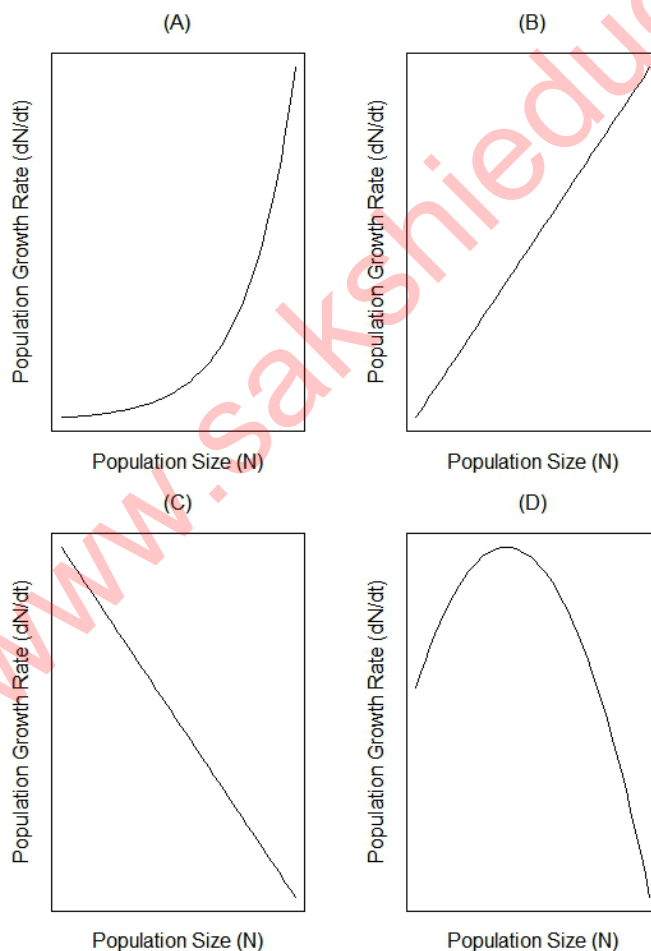 (A)
(B)
Population Growth Rate (dN/dt)
Population Growth Rate (dN/dt)
Population Size (N)
Population Size (N)
(C)
(D)
Population Growth Rate (dN/dt)
Population Growth Rate (dN/dt)
Population Size (N)
Population Size (N)
www.sakshieduc